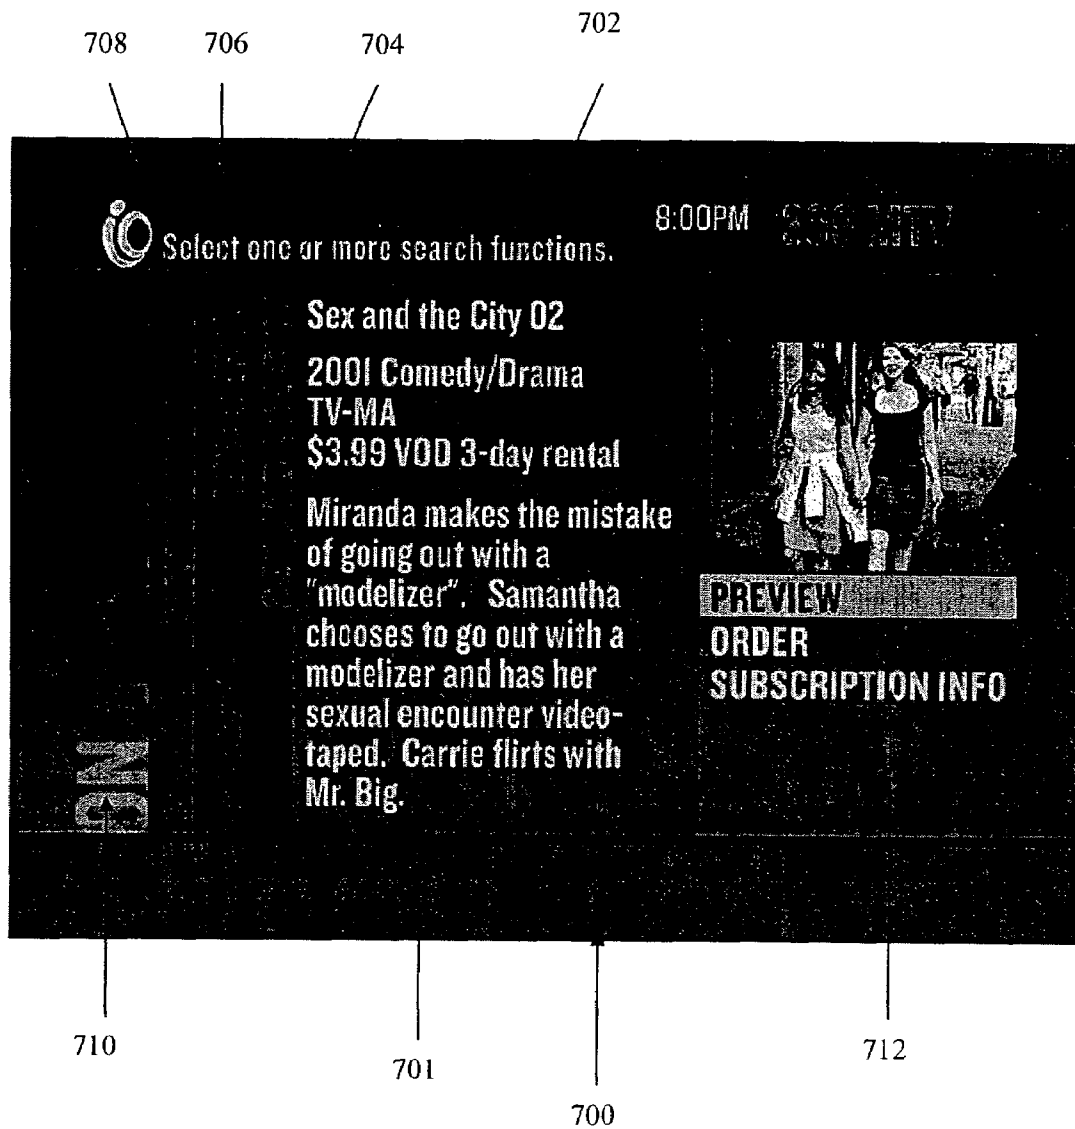 702
708 706 704
8:00PM
Select one or more search functions.
Sex and the City 02
2001 Comedy/Drama
TV-MA
$3.99 VOD 3-day rental
Miranda makes the mistake
of going out with a
"modelizer". Samantha
chooses to go out with a
modelizer and has her
sexual encounter video-
taped. Carrie flirts with
Mr. Big.
PREVIEW
ORDER
SUBSCRIPTION INFO
710
701
712
700